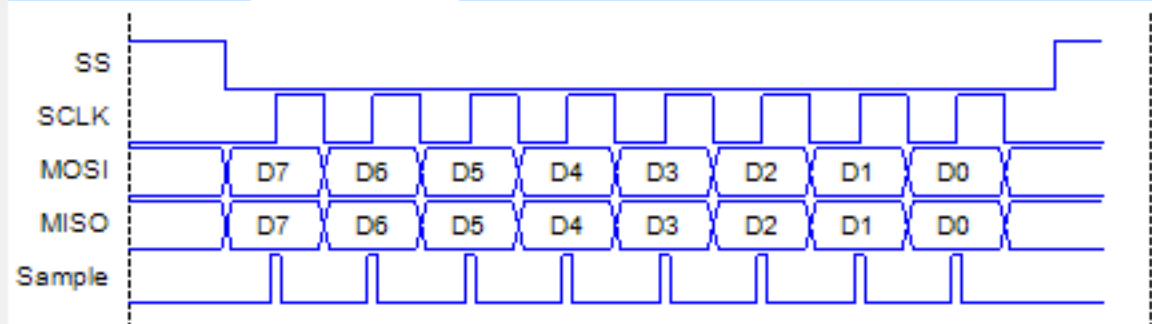 SS
SCLK
MOSI D7 D6 D5 D4 D3 D2 D1 D0
MISO D7 D6 D5 D4 D3 D2 D1 D0
Sample